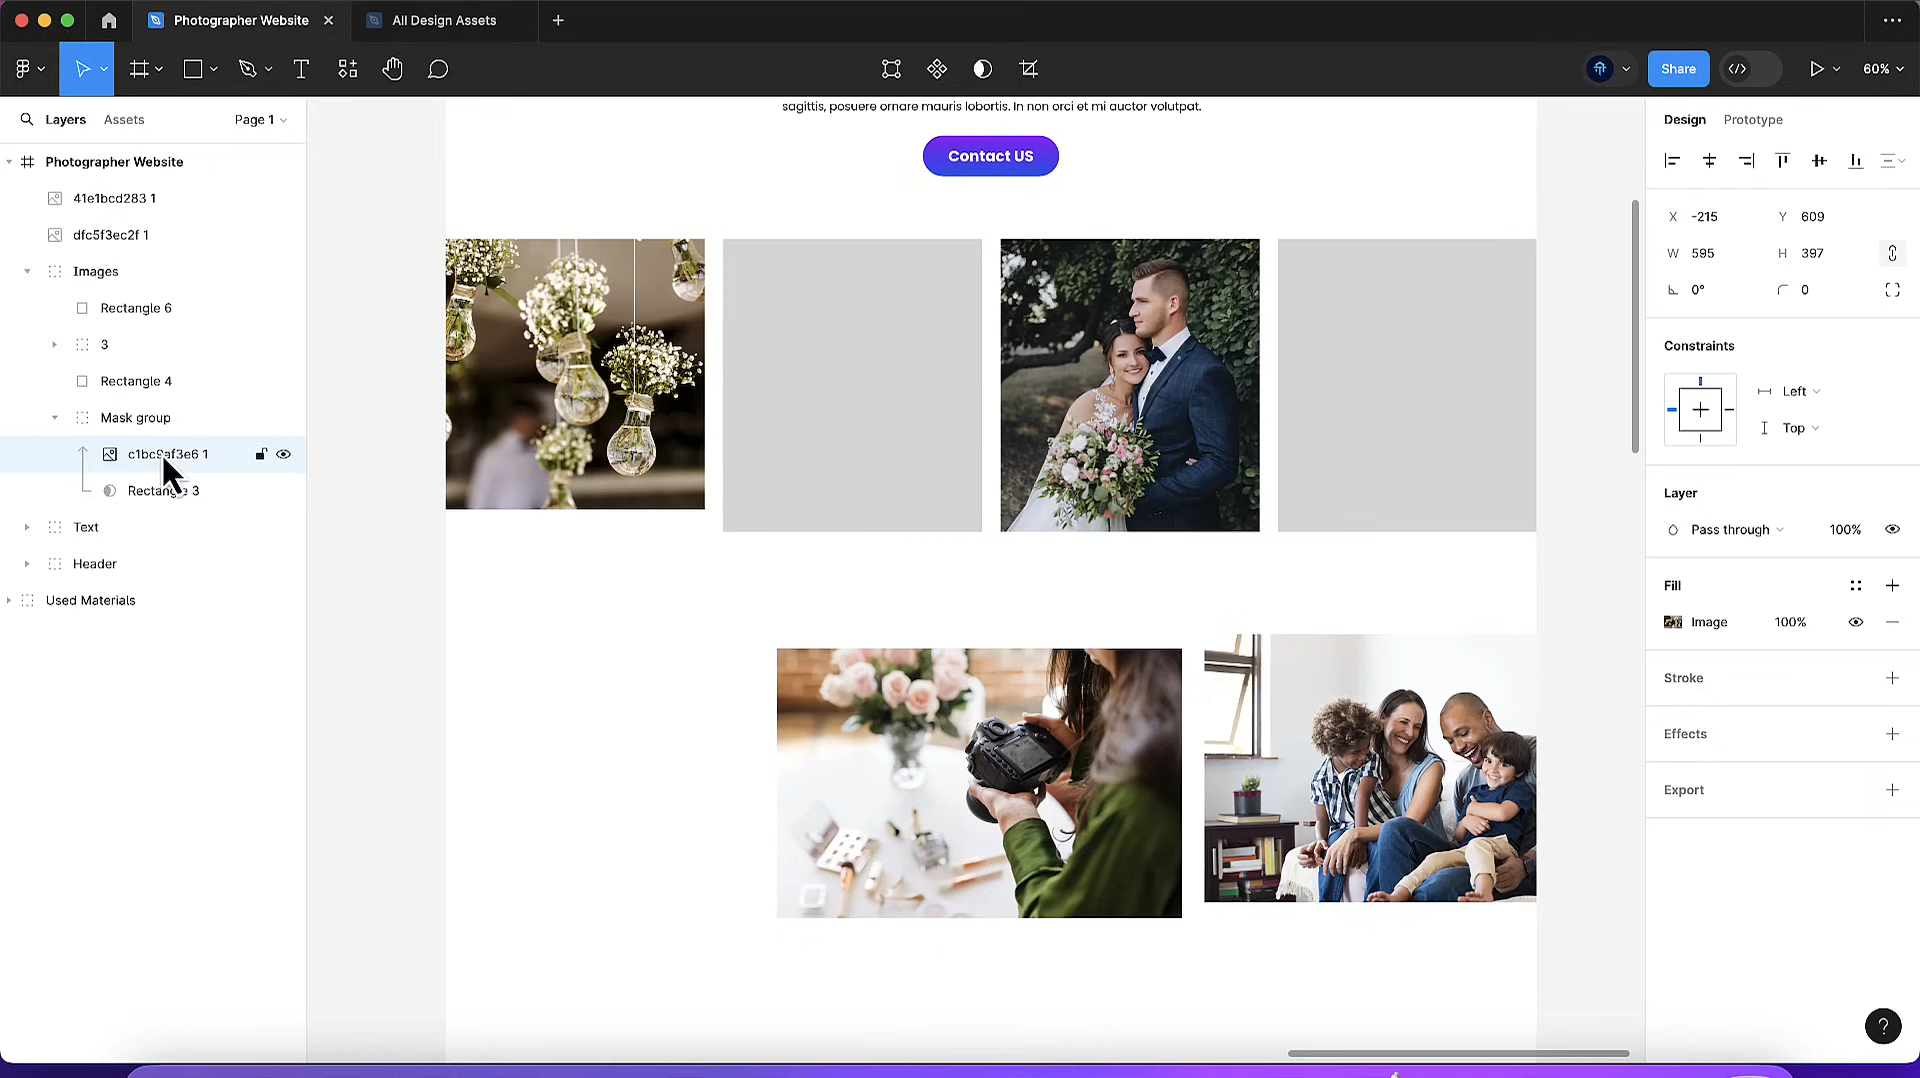 Photographer Website
All Design Assets
Share
60%
Layers
Assets
Page 1
Photographer Website
41e1bcd283 1
dfc5f3ec2f 1
Images
Rectangle 6
3
Rectangle 4
Mask group
c1bc9af3e6 1
Rectangle 3
Text
Header
Used Materials
sagittis, posuere ornare mauris lobortis. In non orci et mi auctor volutpat.
Contact US
Design
Prototype
X -215
Y 609
W 595
H 397
0°
0
Constraints
Left
Top
Layer
Pass through
100%
Fill
Image
100%
Stroke
Effects
Export
?